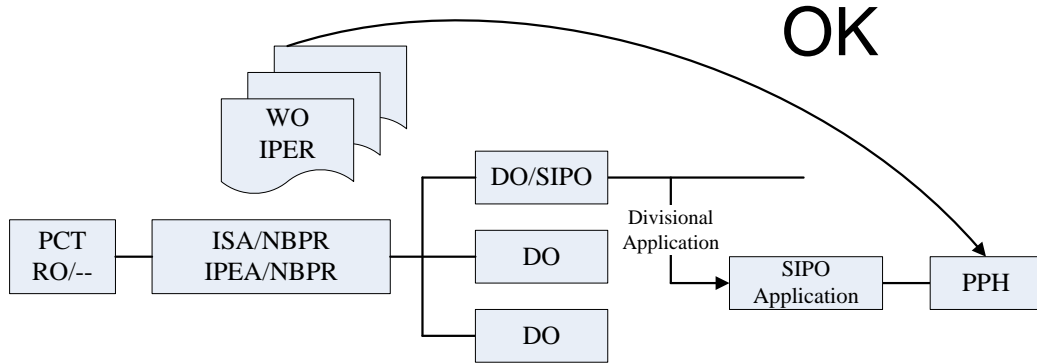 OK
WO
IPER
DO/SIPO
Divisional
Application
PCT
RO/--
ISA/NBPR
IPEA/NBPR
DO
SIPO
Application
PPH
DO